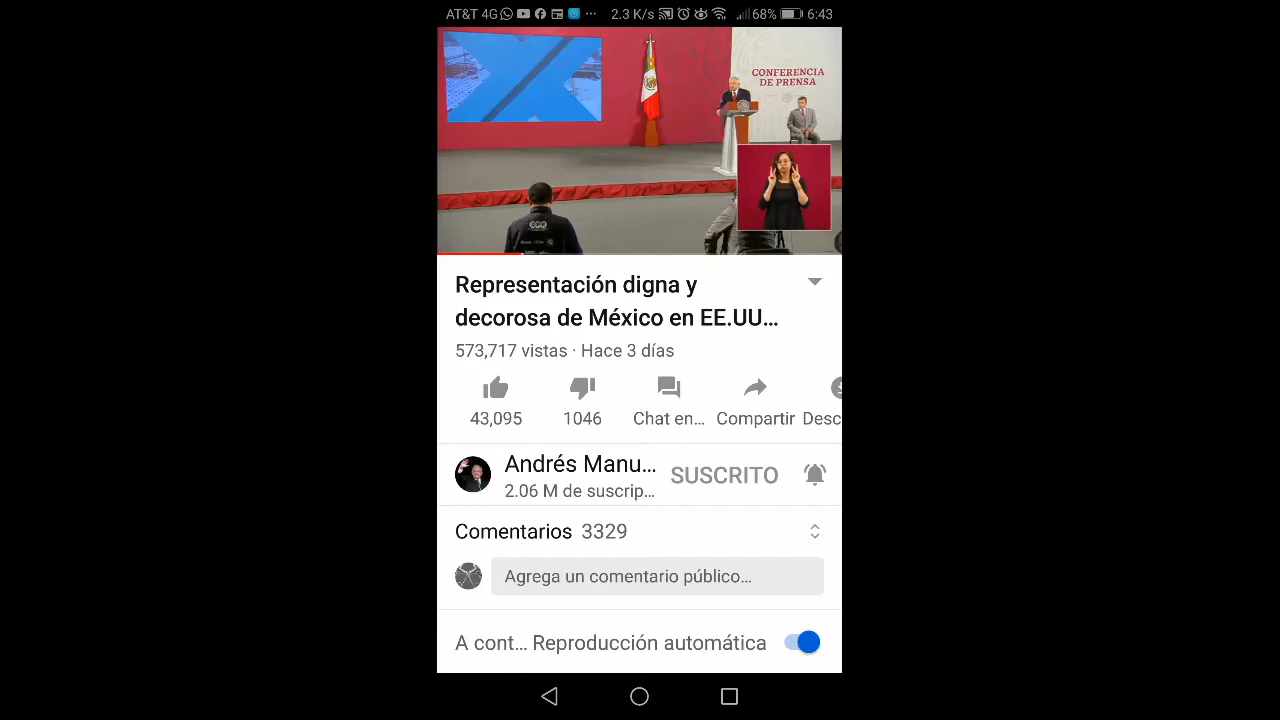 AT&T 4G ... 2.3 K/s 68% 6:43
CONFERENCIA
DE PRENSA
Representación digna y
decorosa de México en EE.UU...
573,717 vistas · Hace 3 días
43,095 1046 Chat en... Compartir Desc
Andrés Manu... SUSCRITO
2.06 M de suscrip...
Comentarios 3329
Agrega un comentario público...
A cont... Reproducción automática